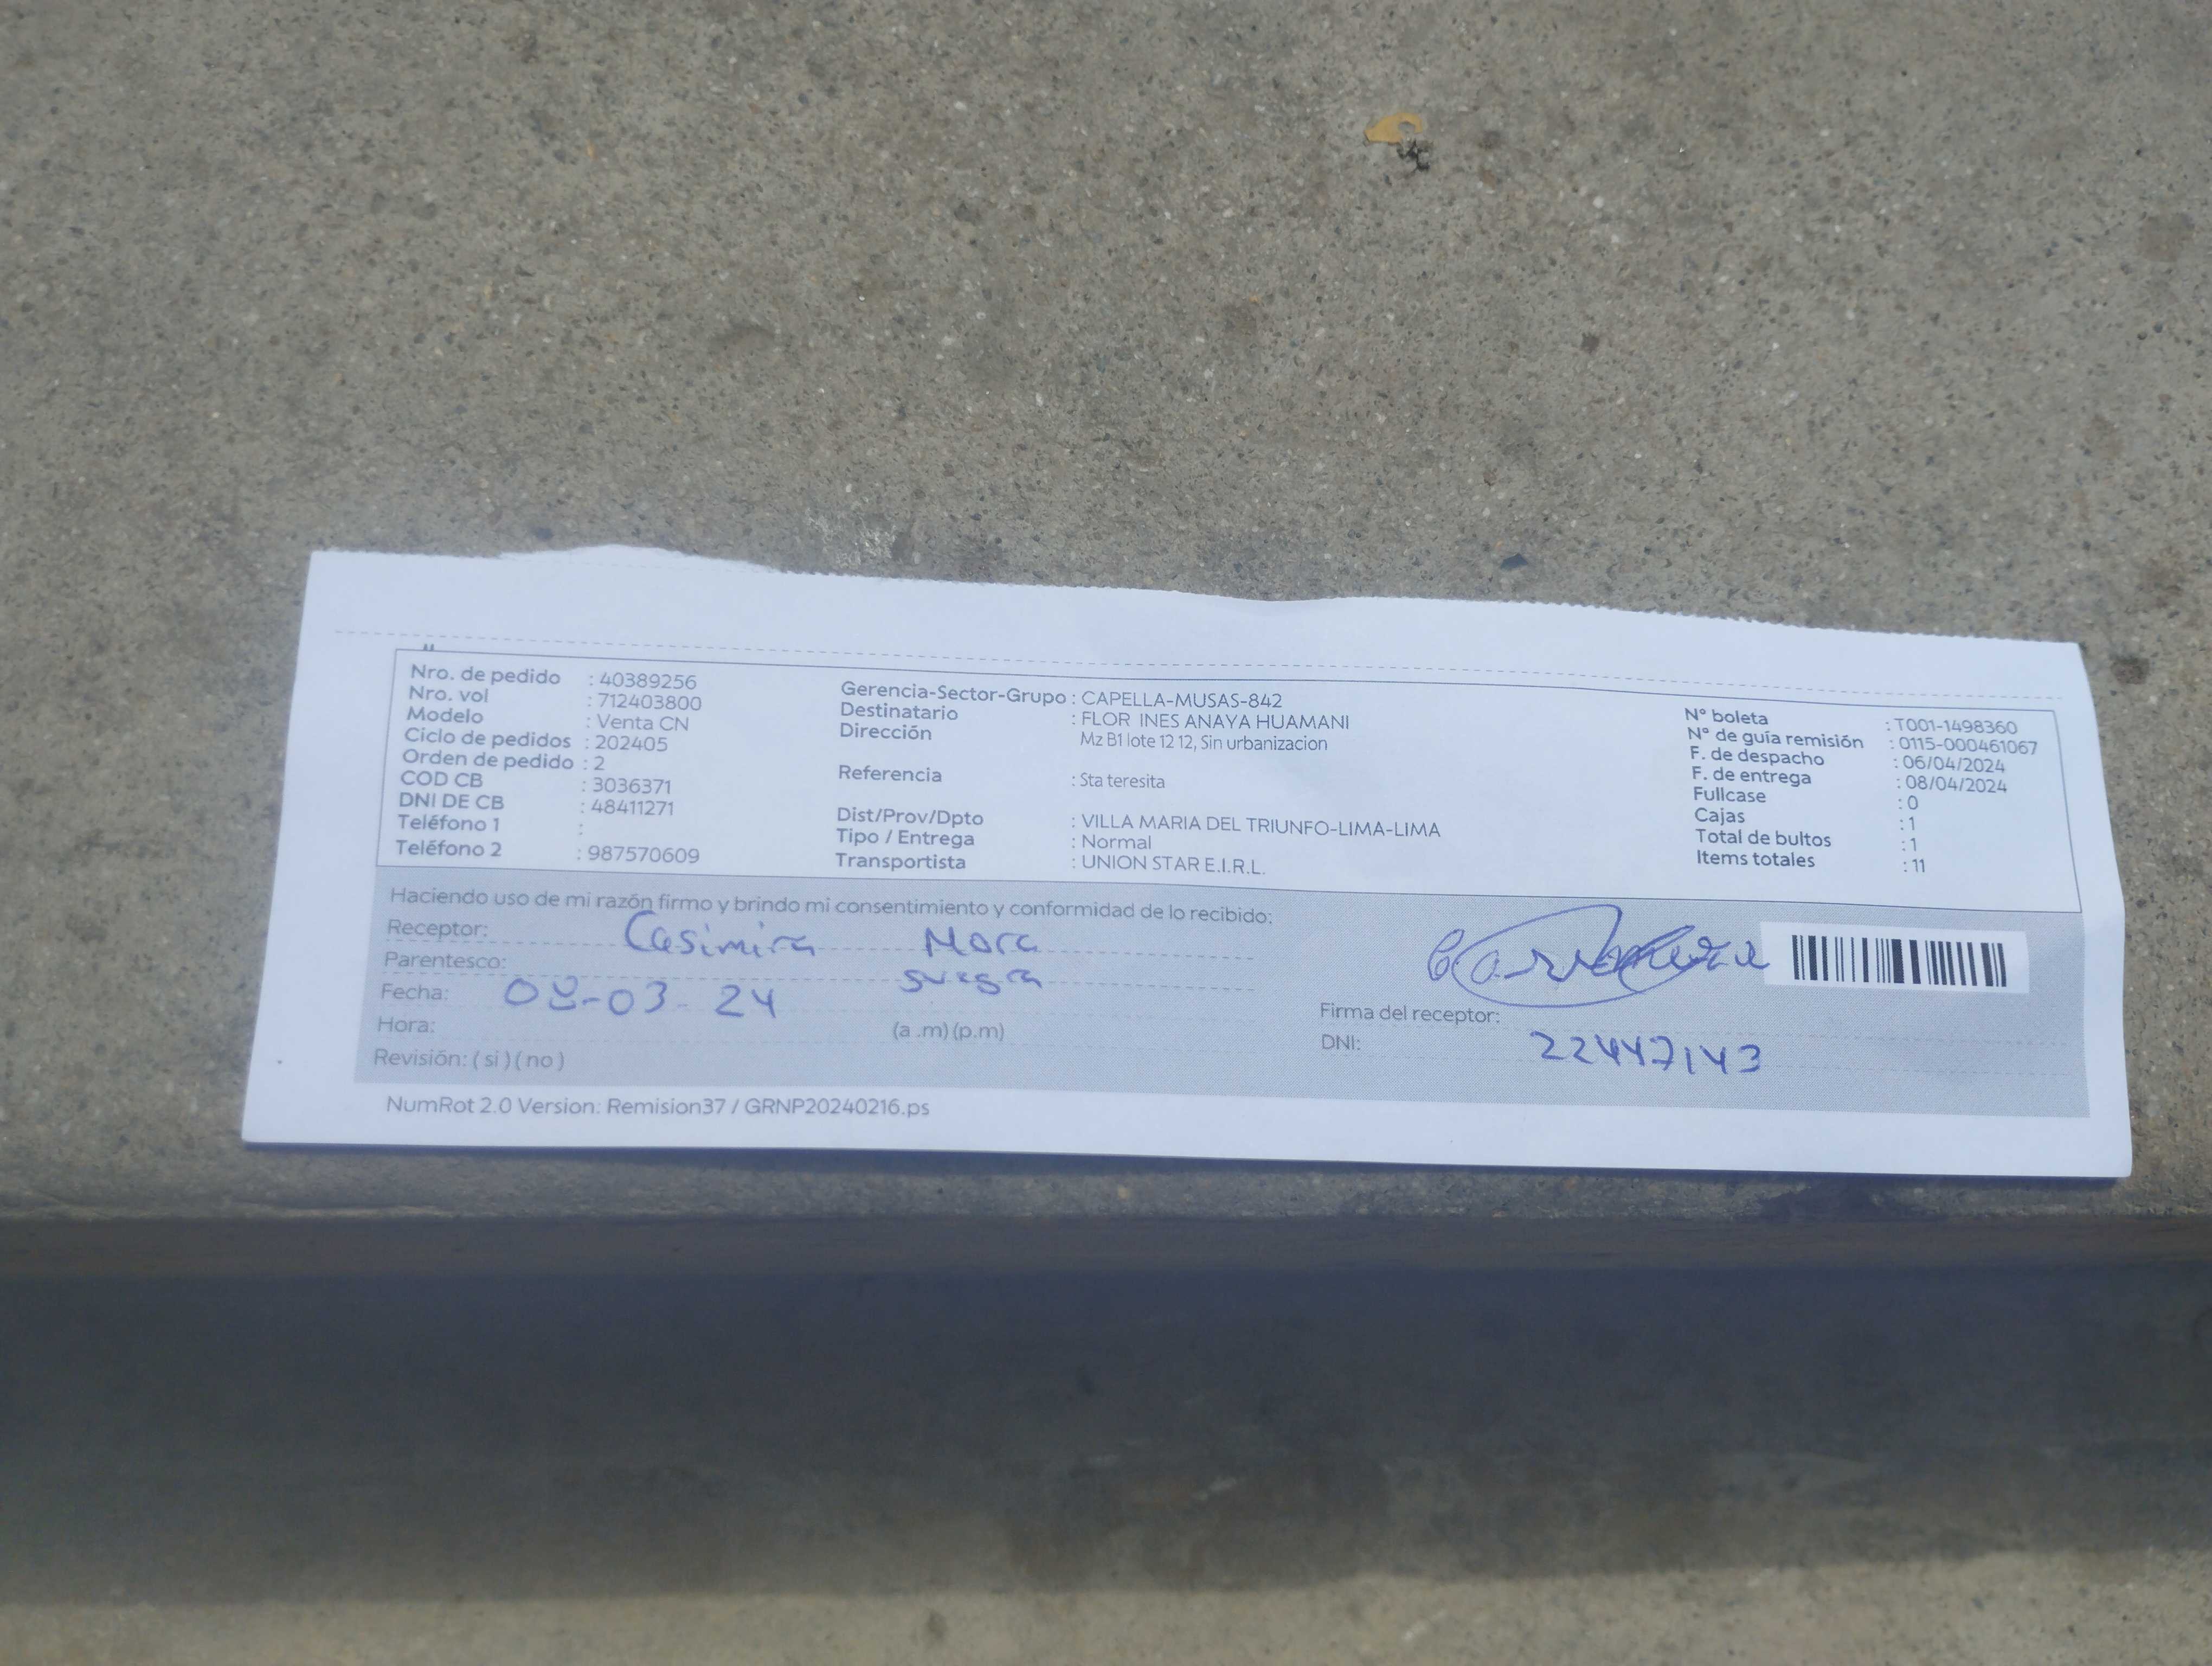 Nro. de pedido : 40389256
Nro. vol : 712403800
Modelo : Venta CN
Ciclo de pedidos : 202405
Orden de pedido : 2
COD CB : 3036371
DNI DE CB : 48411271
Teléfono 1 :
Teléfono 2 : 987570609
Gerencia-Sector-Grupo : CAPELLA-MUSAS-842
Destinatario : FLOR INES ANAYA HUAMANI
Dirección Mz B1 lote 12 12, Sin urbanizacion
Referencia : Sta teresita
Dist/Prov/Dpto : VILLA MARIA DEL TRIUNFO-LIMA-LIMA
Tipo / Entrega : Normal
Transportista : UNION STAR E.I.R.L.
N° boleta : T001-1498360
N° de guía remisión : 0115-000461067
F. de despacho : 06/04/2024
F. de entrega : 08/04/2024
Fullcase : 0
Cajas : 1
Total de bultos : 1
Items totales : 11
Haciendo uso de mi razón firmo y brindo mi consentimiento y conformidad de lo recibido:
Receptor: Casimira Mora
Parentesco: suegra
Fecha: 08-03-24
Hora: (a .m) (p.m)
Revisión: ( si ) ( no )
Firma del receptor:
DNI: 22447143
NumRot 2.0 Version: Remision37 / GRNP20240216.ps